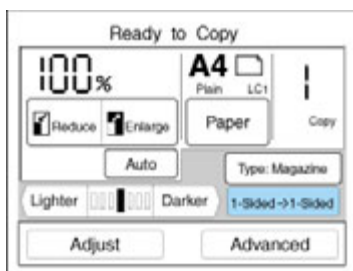 Ready to Copy
100%
A4
Plain LC1
1
Copy
Reduce Enlarge
Paper
Auto
Type: Magazine
Lighter Darker
1-Sided->1-Sided
Adjust Advanced